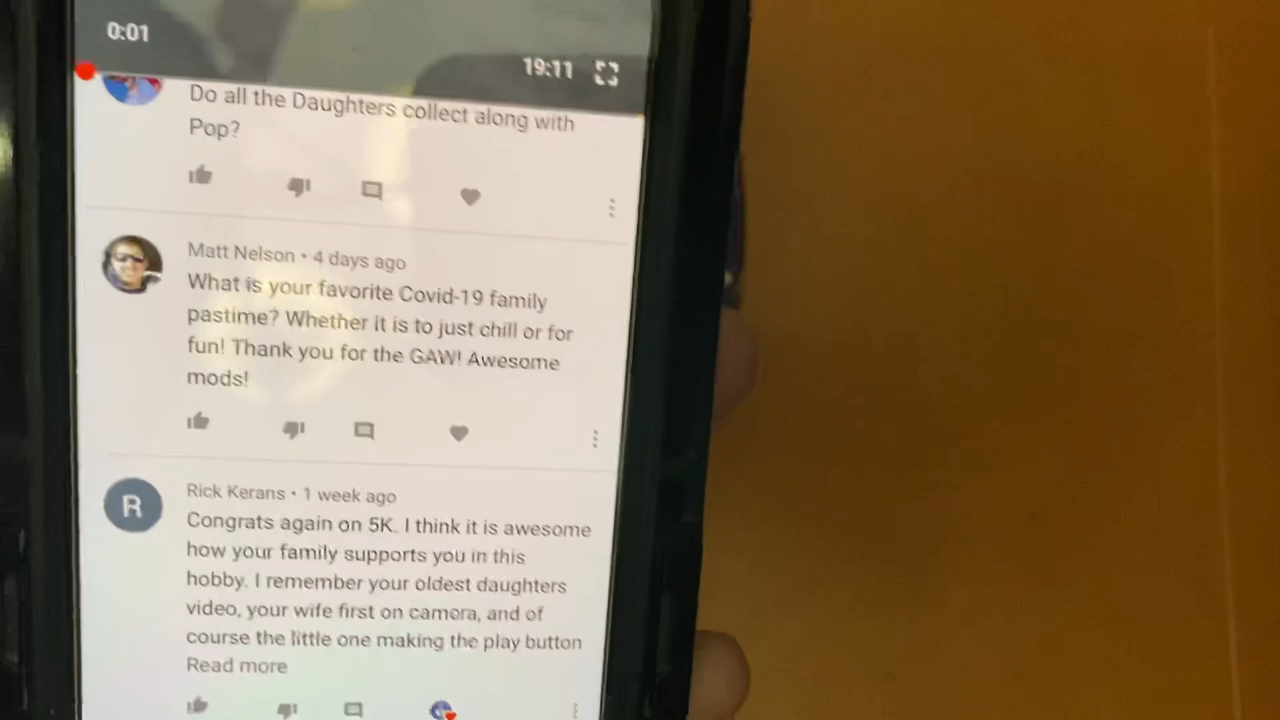 0:01
19:11
Do all the Daughters collect along with
Pop?
Matt Nelson • 4 days ago
What is your favorite Covid-19 family
pastime? Whether it is to just chill or for
fun! Thank you for the GAW! Awesome
mods!
R
Rick Kerans • 1 week ago
Congrats again on 5K. I think it is awesome
how your family supports you in this
hobby. I remember your oldest daughters
video, your wife first on camera, and of
course the little one making the play button
Read more